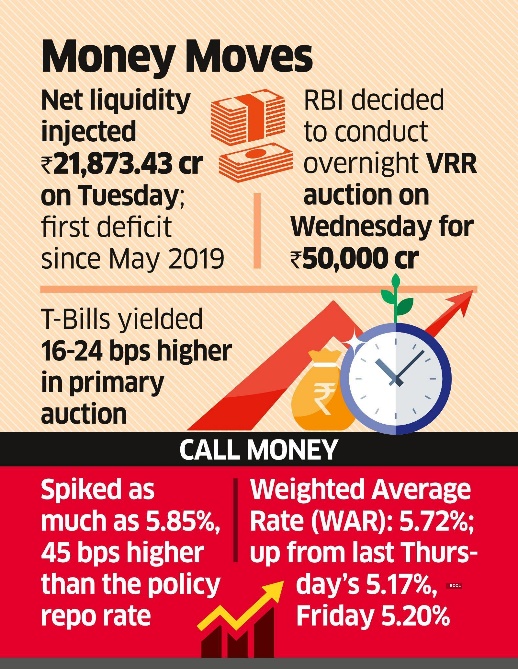 Money Moves
Net liquidity
injected
₹21,873.43 cr
on Tuesday;
first deficit
since May 2019
RBI decided
to conduct
overnight VRR
auction on
Wednesday for
₹50,000 cr
T-Bills yielded
16-24 bps higher
in primary
auction
₹
CALL MONEY
Spiked as
much as 5.85%,
45 bps higher
than the policy
repo rate
Weighted Average
Rate (WAR): 5.72%;
up from last Thurs-
day's 5.17%,
Friday 5.20%